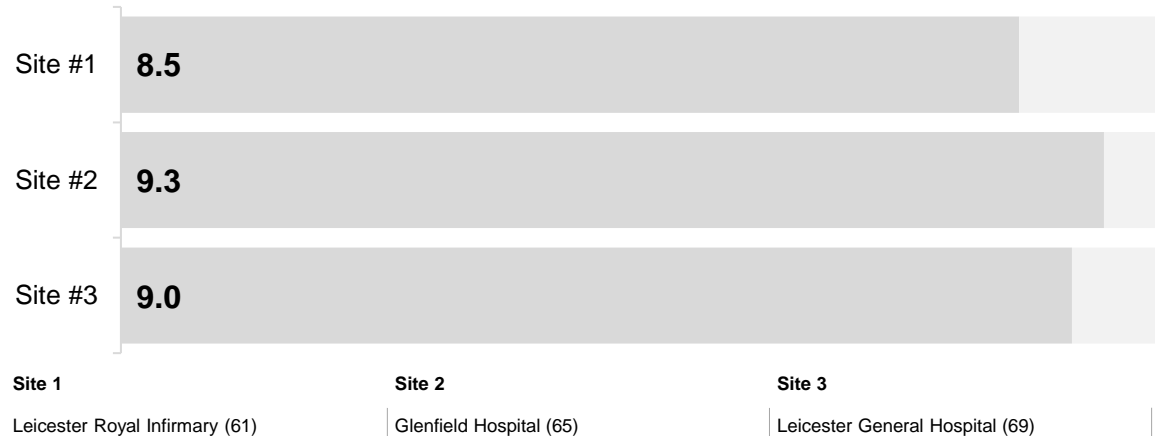 Site #1 8.5
Site #2 9.3
Site #3 9.0
Site 1 Site 2 Site 3
Leicester Royal Infirmary (61) Glenfield Hospital (65) Leicester General Hospital (69)